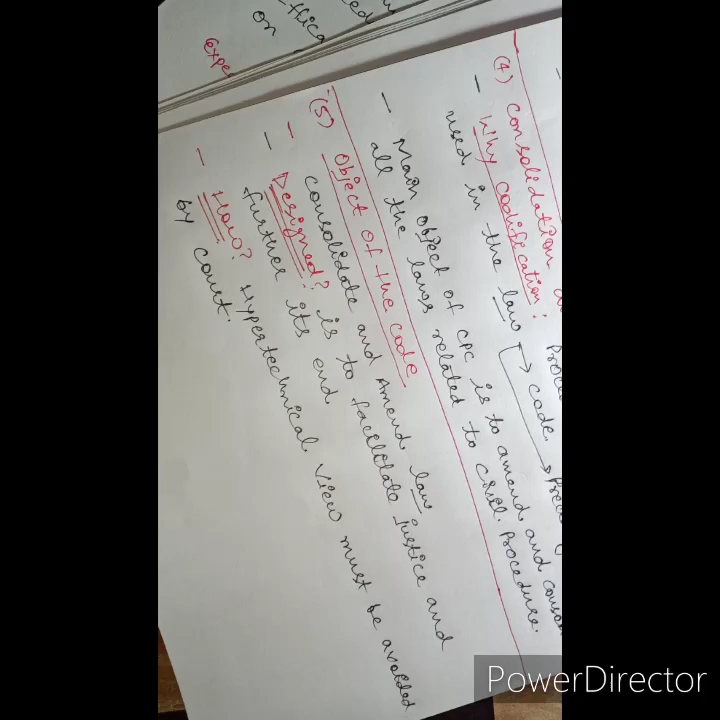 (4) Consolidation
- Why codification:
used in the law → code.
- Main object of CPC is to amend and
all the laws related to civil Procedure.
(5) Object of the code
- consolidate and Amend law
- Designed? is to facilitate justice and
further its end.
- How? Hypertechnical view must be avoided
by court.
expe
on
PowerDirector